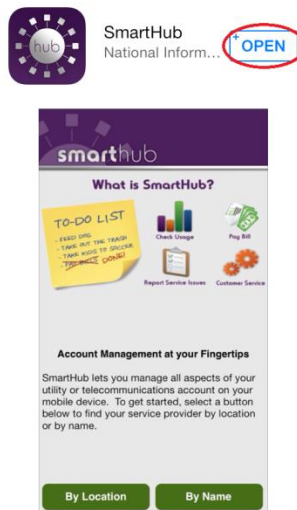 hub
SmartHub
National Inform...
+ OPEN
smarthub
What is SmartHub?
TO-DO LIST
- FEED DOG
- TAKE OUT THE TRASH
- TAKE KIDS TO SOCCER
- PAY BILLS DONE!
Check Usage
Pay Bill
Report Service Issues
Customer Service
Account Management at your Fingertips
SmartHub lets you manage all aspects of your
utility or telecommunications account on your
mobile device. To get started, select a button
below to find your service provider by location
or by name.
By Location
By Name